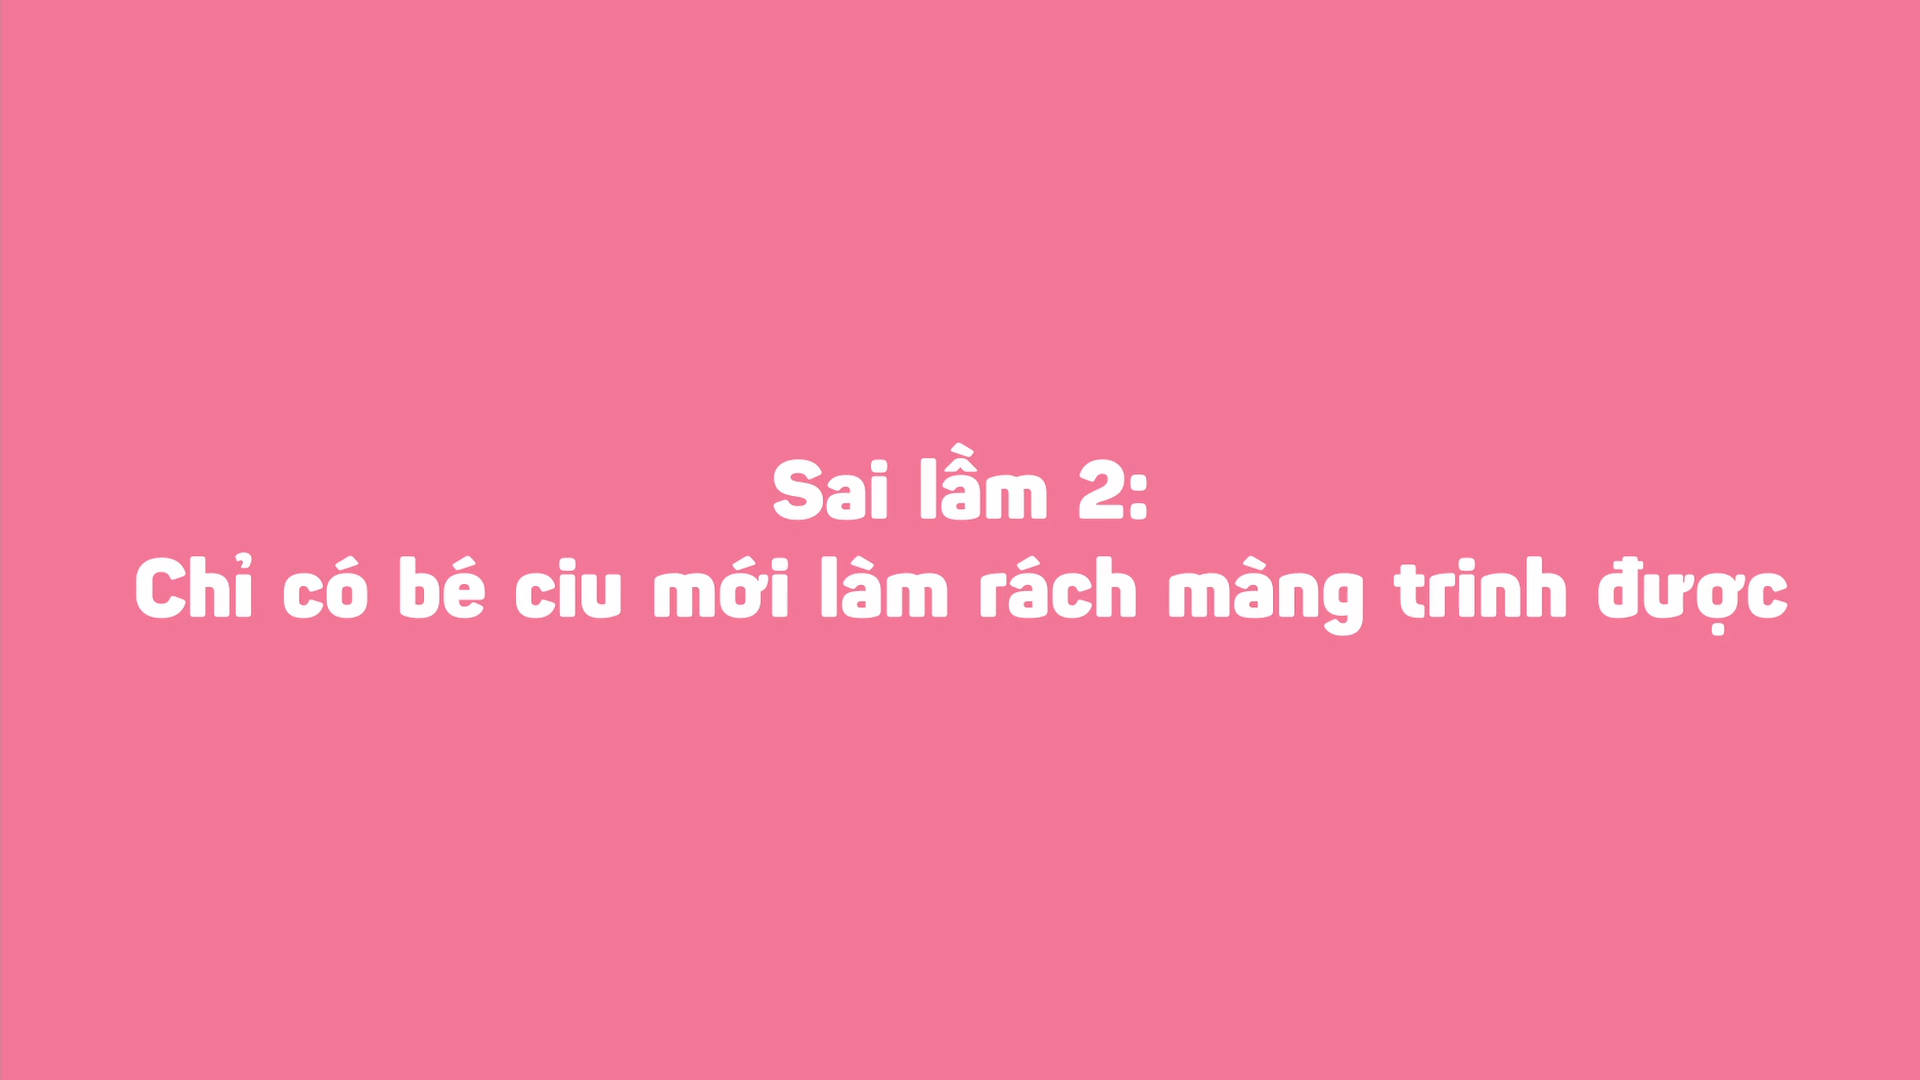 Sai lầm 2:
Chỉ có bé ciu mới làm rách màng trinh được